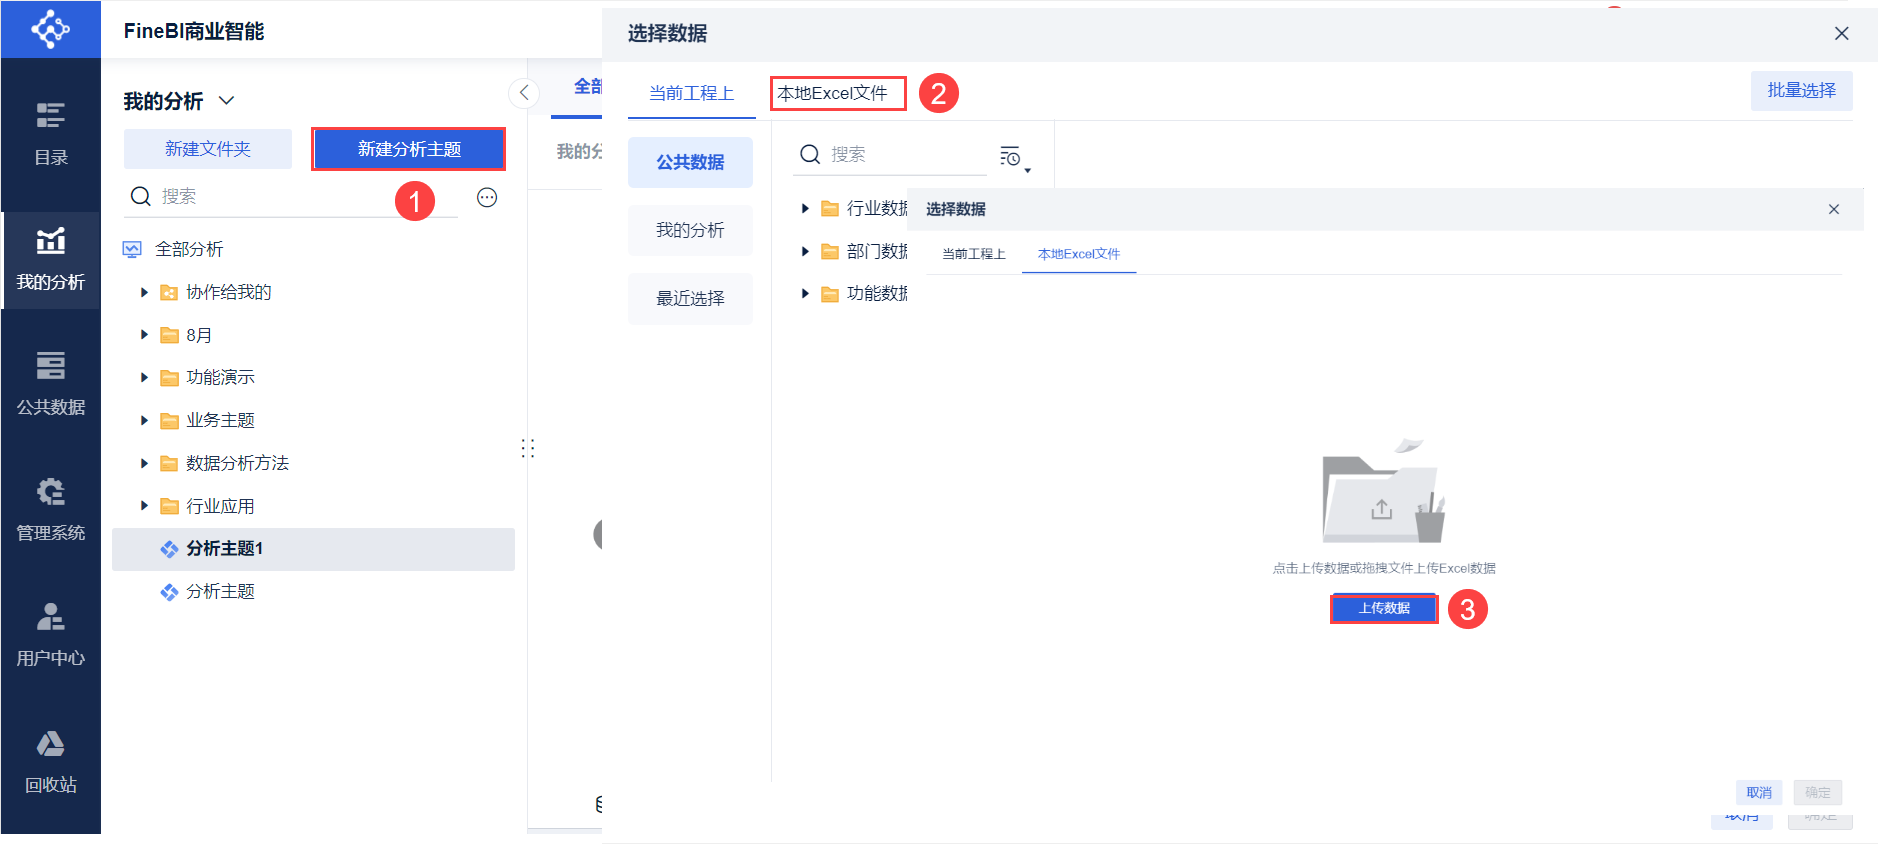 FineBI商业智能
我的分析
新建文件夹
新建分析主题
1
搜索
全部分析
协作给我的
8月
功能演示
业务主题
数据分析方法
行业应用
分析主题1
分析主题
目录
我的分析
公共数据
管理系统
用户中心
回收站
全部
我的分
选择数据
当前工程上
本地Excel文件
2
批量选择
公共数据
我的分析
最近选择
搜索
行业数据
部门数据
功能数据
选择数据
当前工程上
本地Excel文件
点击上传数据或拖拽文件上传Excel数据
上传数据
3
取消
确定
取消
确定